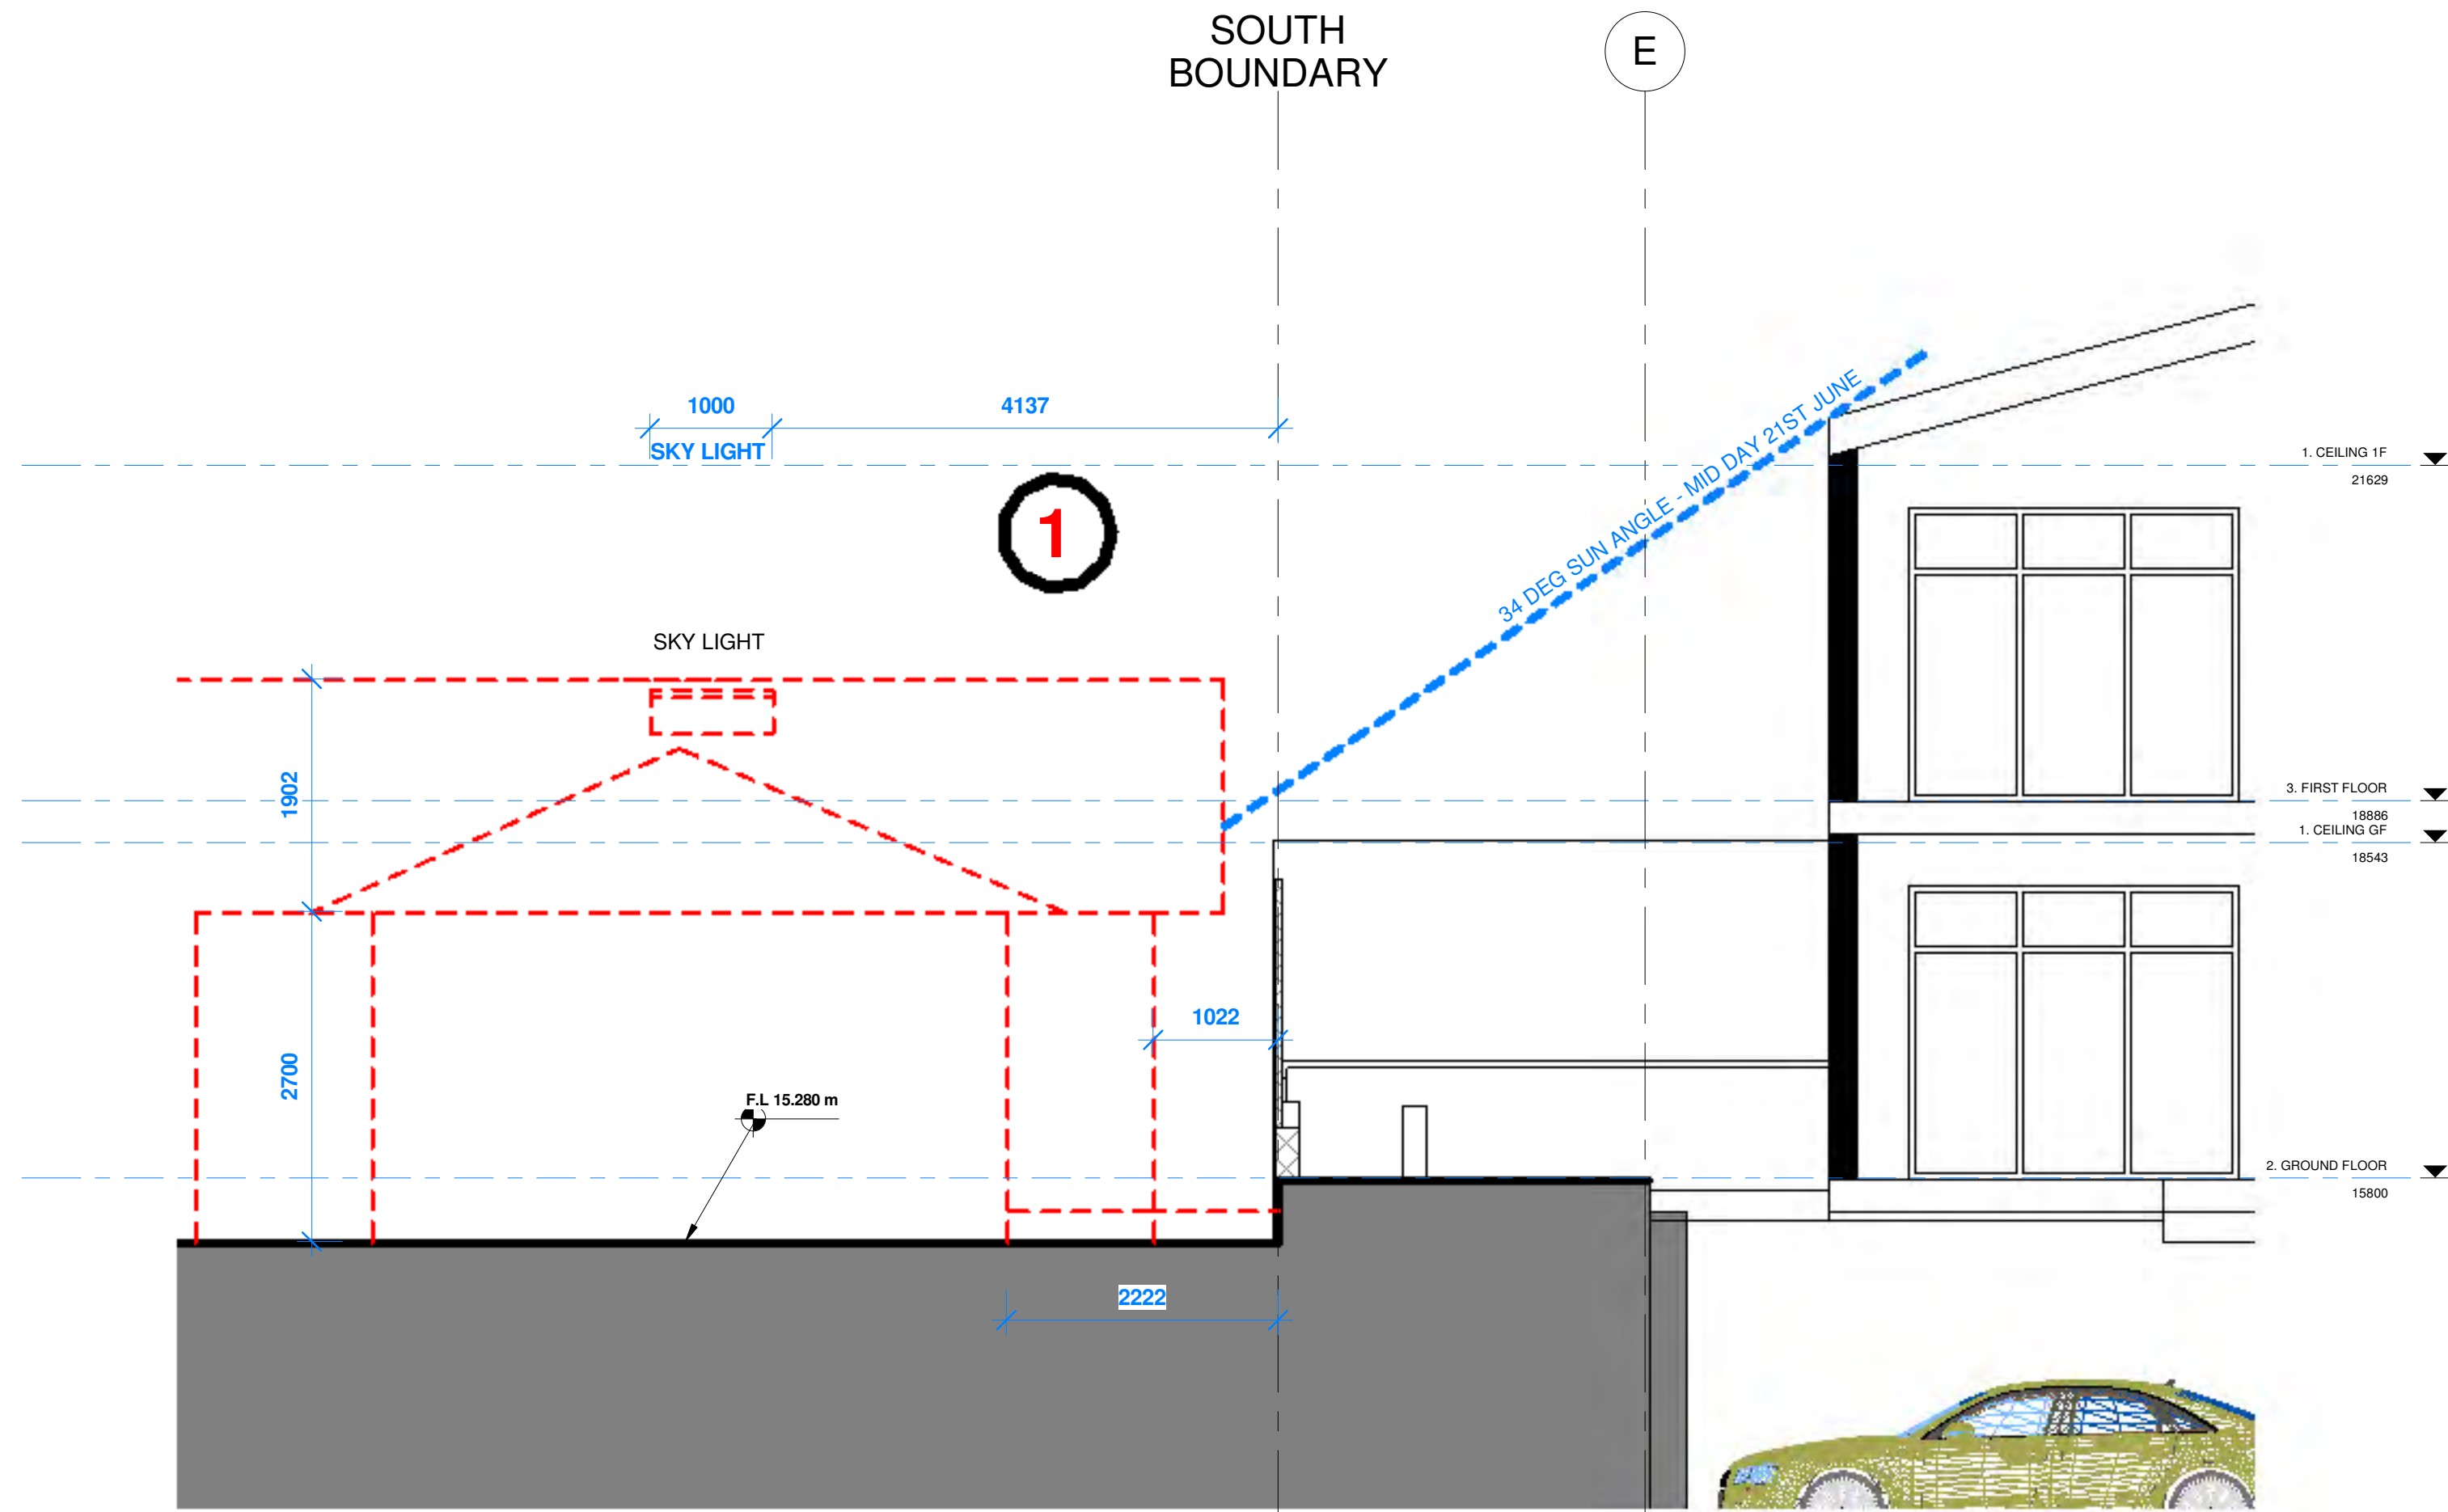 SOUTH
BOUNDARY
E
34 DEG SUN ANGLE - MID DAY 21ST JUNE
1000
4137
SKY LIGHT
1. CEILING 1F
21629
1
SKY LIGHT
1902
3. FIRST FLOOR
18886
1. CEILING GF
18543
1022
2700
F.L 15.280 m
2. GROUND FLOOR
15800
2222